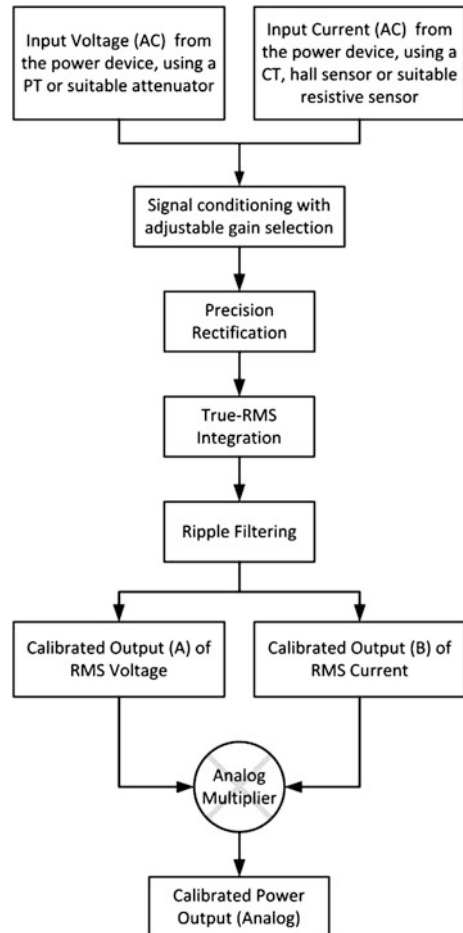 Input Voltage (AC) from
the power device, using a
PT or suitable attenuator
Input Current (AC) from
the power device, using a
CT, hall sensor or suitable
resistive sensor
Signal conditioning with
adjustable gain selection
Precision
Rectification
True-RMS
Integration
Ripple Filtering
Calibrated Output (A) of
RMS Voltage
Calibrated Output (B) of
RMS Current
Analog
Multiplier
Calibrated Power
Output (Analog)